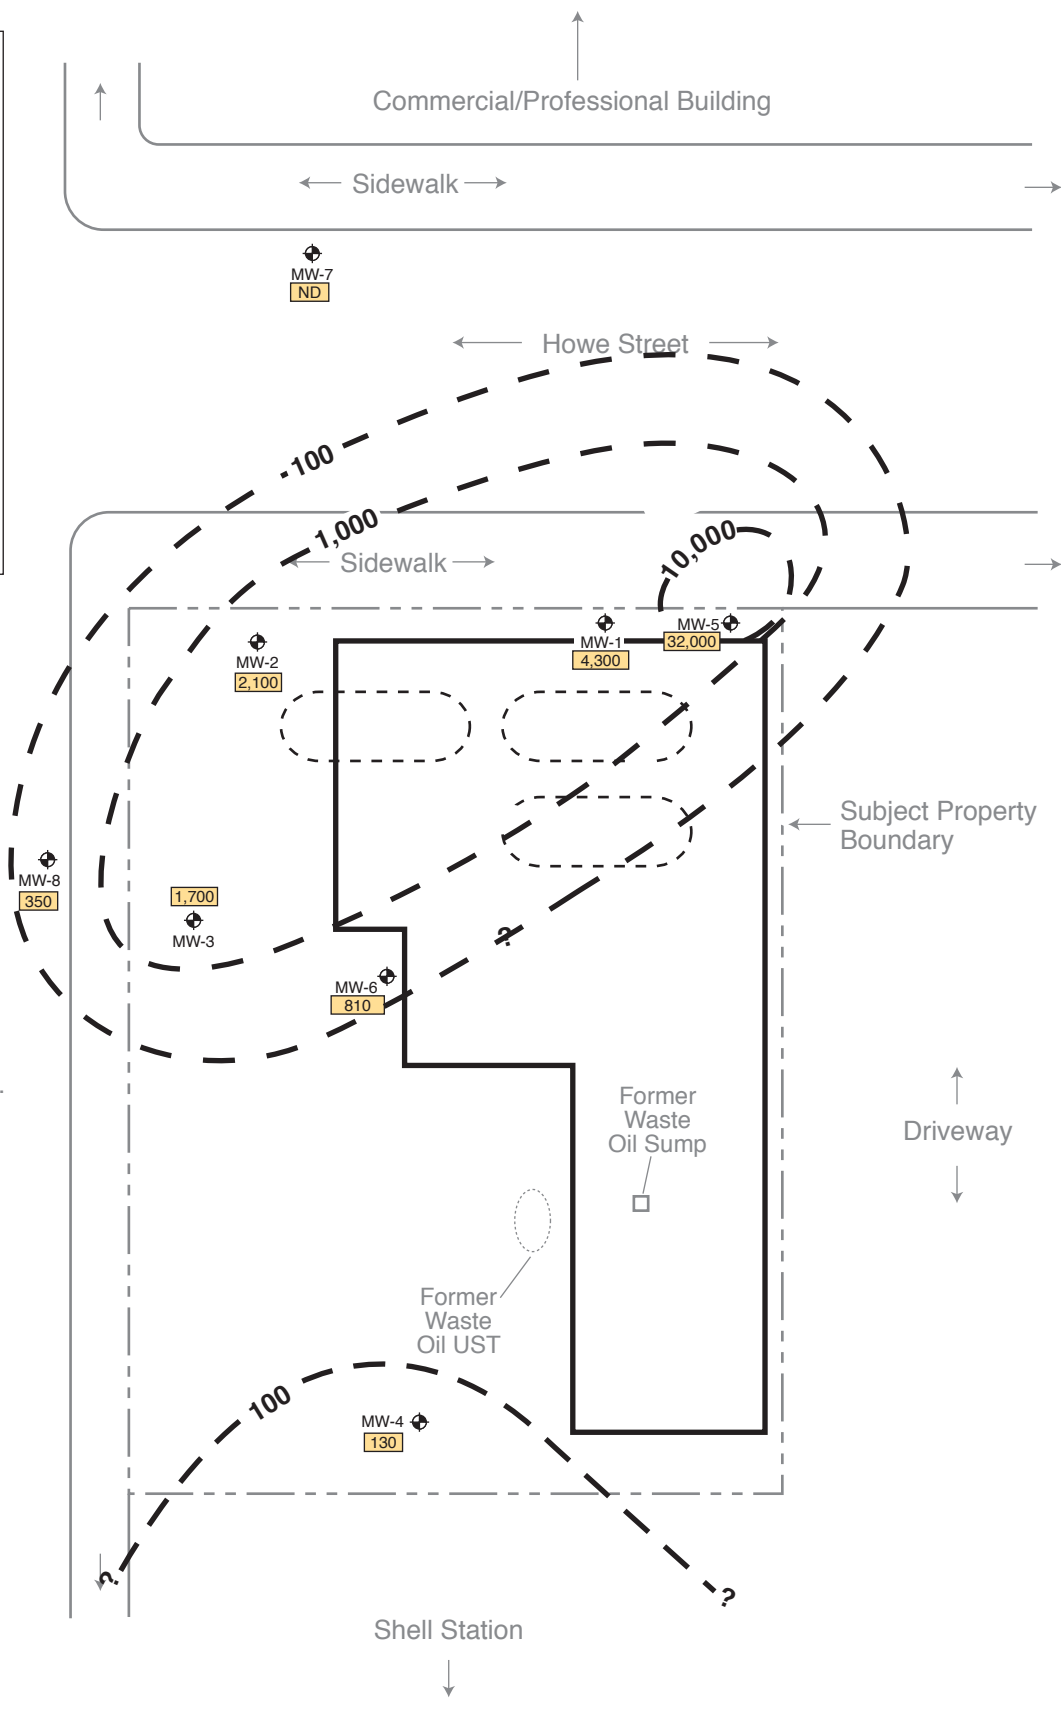 Commercial/Professional Building
Sidewalk
MW-7
ND
Howe Street
100
1,000
10,000
Sidewalk
MW-5
32,000
MW-1
4,300
MW-2
2,100
Subject Property
Boundary
MW-8
350
1,700
MW-3
?
MW-6
810
Former
Waste
Oil Sump
Driveway
Former
Waste
Oil UST
100
MW-4
130
?
?
Shell Station